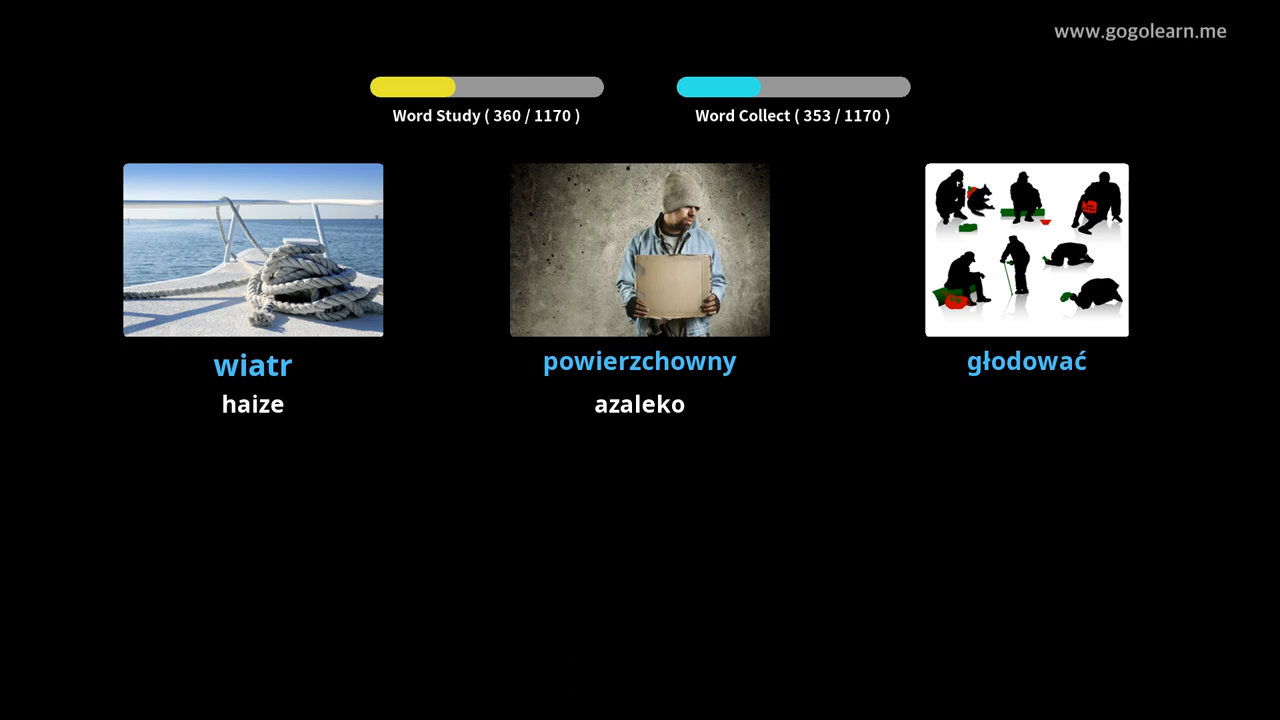 www.gogolearn.me
Word Study ( 360 / 1170 )
Word Collect ( 353 / 1170 )
wiatr
haize
powierzchowny
azaleko
głodować